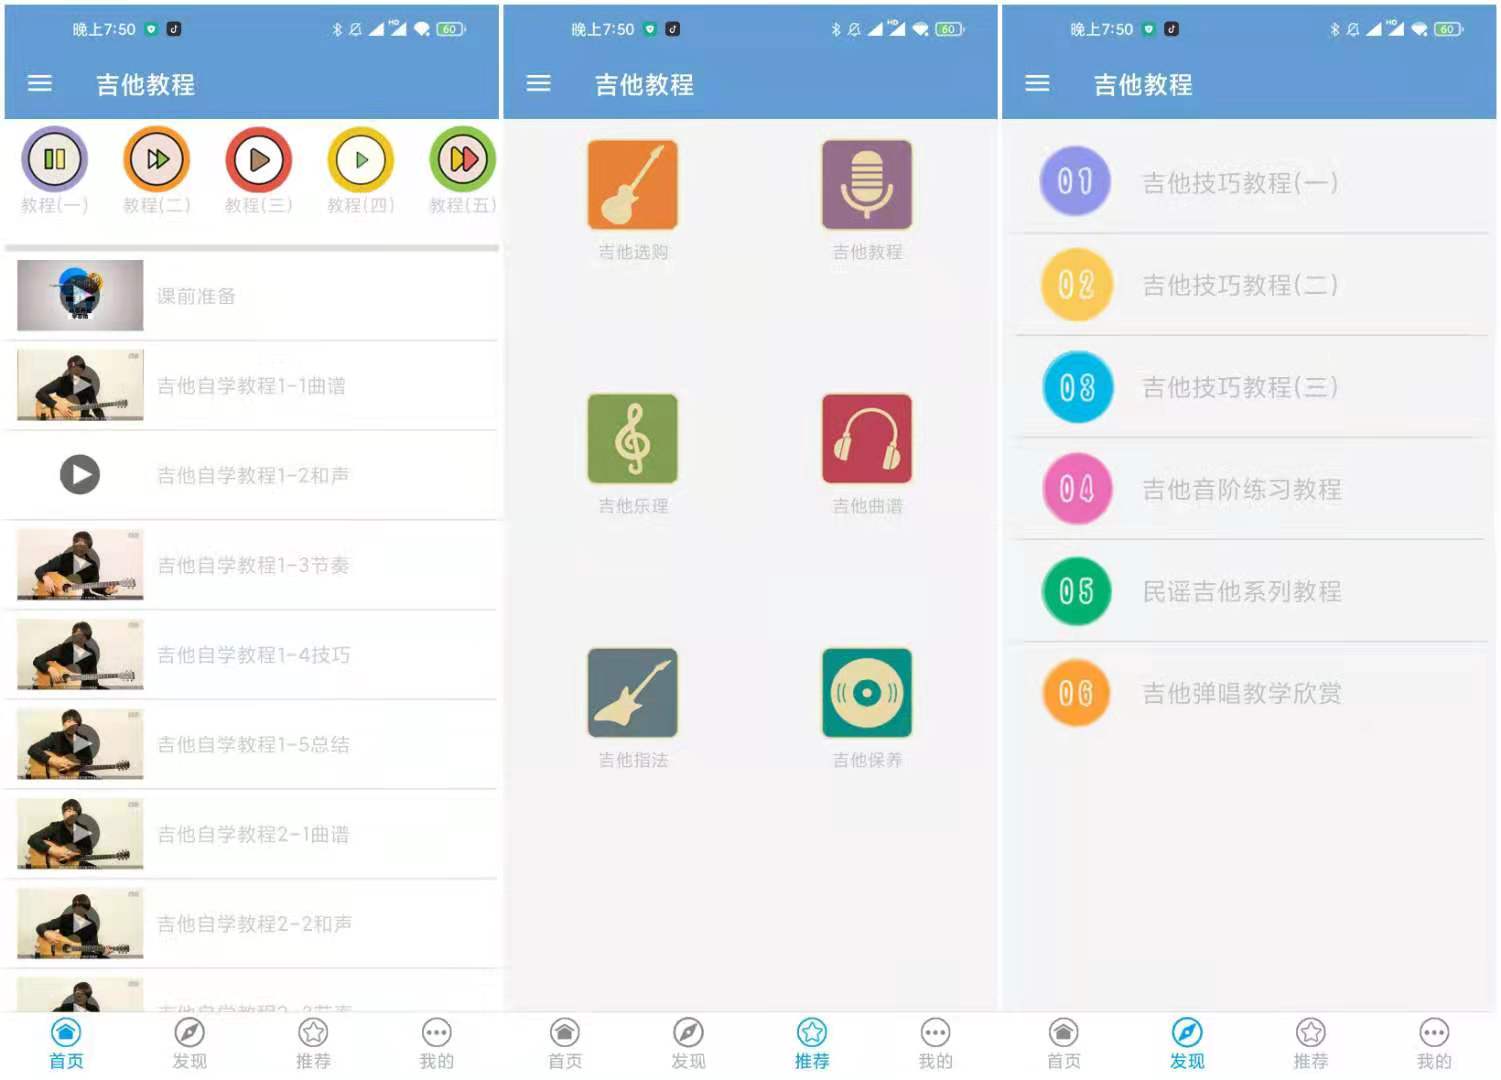 晚上7:50
HD
60
吉他教程
教程(一)
教程(二)
教程(三)
教程(四)
教程(五)
课前准备
吉他自学教程1-1曲谱
吉他自学教程1-2和声
吉他自学教程1-3节奏
吉他自学教程1-4技巧
吉他自学教程1-5总结
吉他自学教程2-1曲谱
吉他自学教程2-2和声
首页
发现
推荐
我的
晚上7:50
HD
60
吉他教程
吉他选购
吉他教程
吉他乐理
吉他曲谱
吉他指法
吉他保养
首页
发现
推荐
我的
晚上7:50
HD
60
吉他教程
01 吉他技巧教程(一)
02 吉他技巧教程(二)
03 吉他技巧教程(三)
04 吉他音阶练习教程
05 民谣吉他系列教程
06 吉他弹唱教学欣赏
首页
发现
推荐
我的